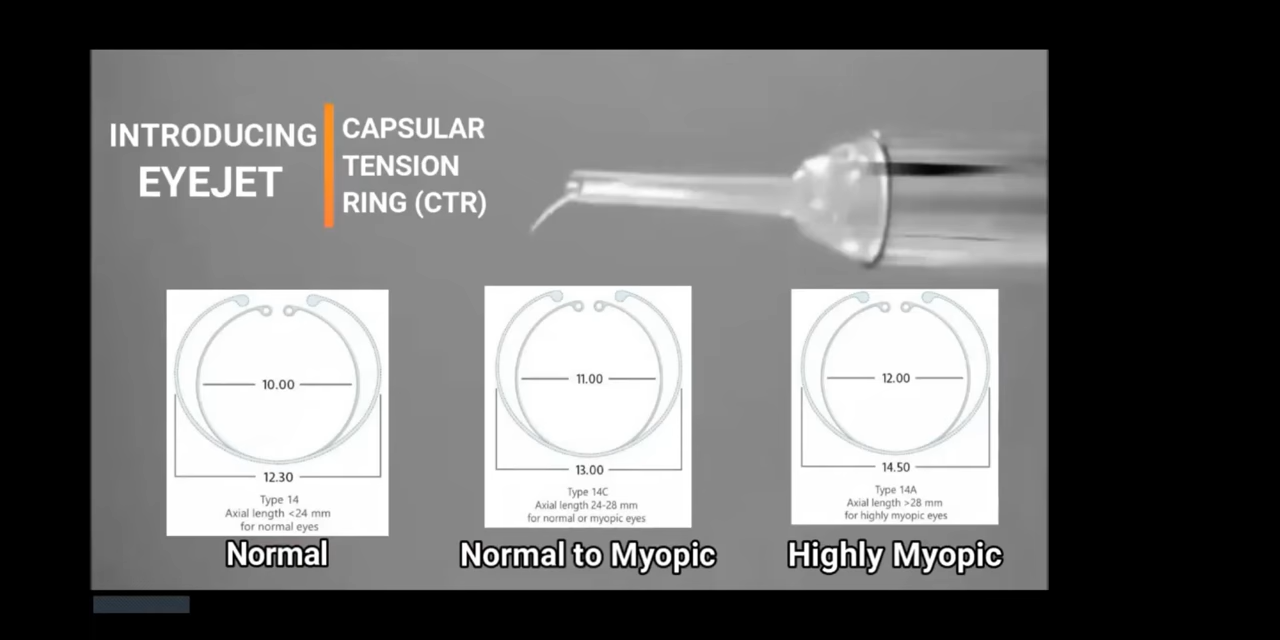 INTRODUCING
EYEJET
CAPSULAR
TENSION
RING (CTR)
10.00
12.30
Type 14
Axial length <24 mm
for normal eyes
Normal
11.00
13.00
Type 14C
Axial length 24-28 mm
for normal or myopic eyes
Normal to Myopic
12.00
14.50
Type 14A
Axial length >28 mm
for highly myopic eyes
Highly Myopic